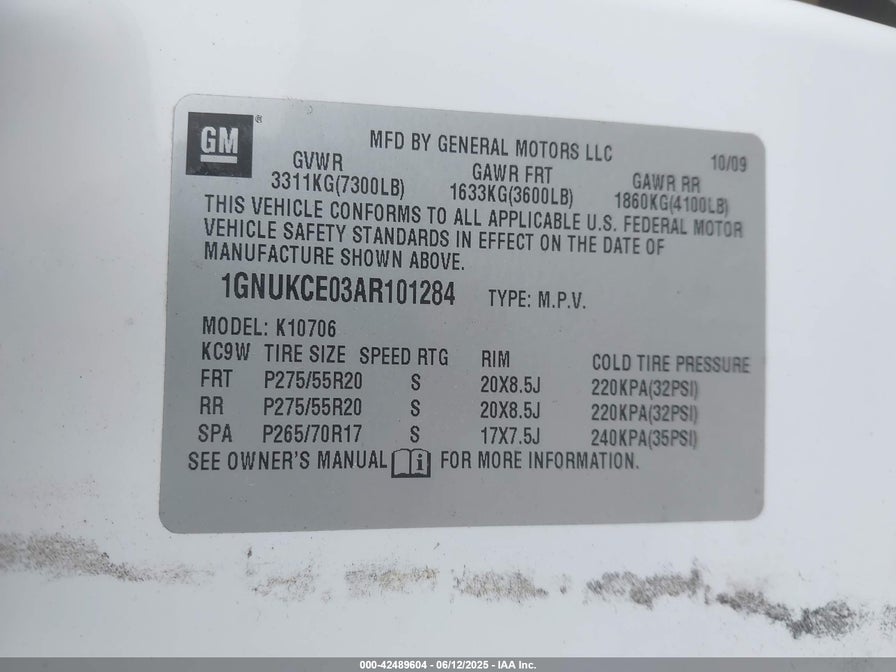 GM®
MFD BY GENERAL MOTORS LLC 10/09
GVWR GAWR FRT GAWR RR
3311KG(7300LB) 1633KG(3600LB) 1860KG(4100LB)
THIS VEHICLE CONFORMS TO ALL APPLICABLE U.S. FEDERAL MOTOR
VEHICLE SAFETY STANDARDS IN EFFECT ON THE DATE OF
MANUFACTURE SHOWN ABOVE.
1GNUKCE03AR101284 TYPE: M.P.V.
MODEL: K10706
KC9W TIRE SIZE SPEED RTG RIM COLD TIRE PRESSURE
FRT P275/55R20 S 20X8.5J 220KPA(32PSI)
RR P275/55R20 S 20X8.5J 220KPA(32PSI)
SPA P265/70R17 S 17X7.5J 240KPA(35PSI)
SEE OWNER'S MANUAL FOR MORE INFORMATION.
000-42489604 - 06/12/2025 - IAA Inc.